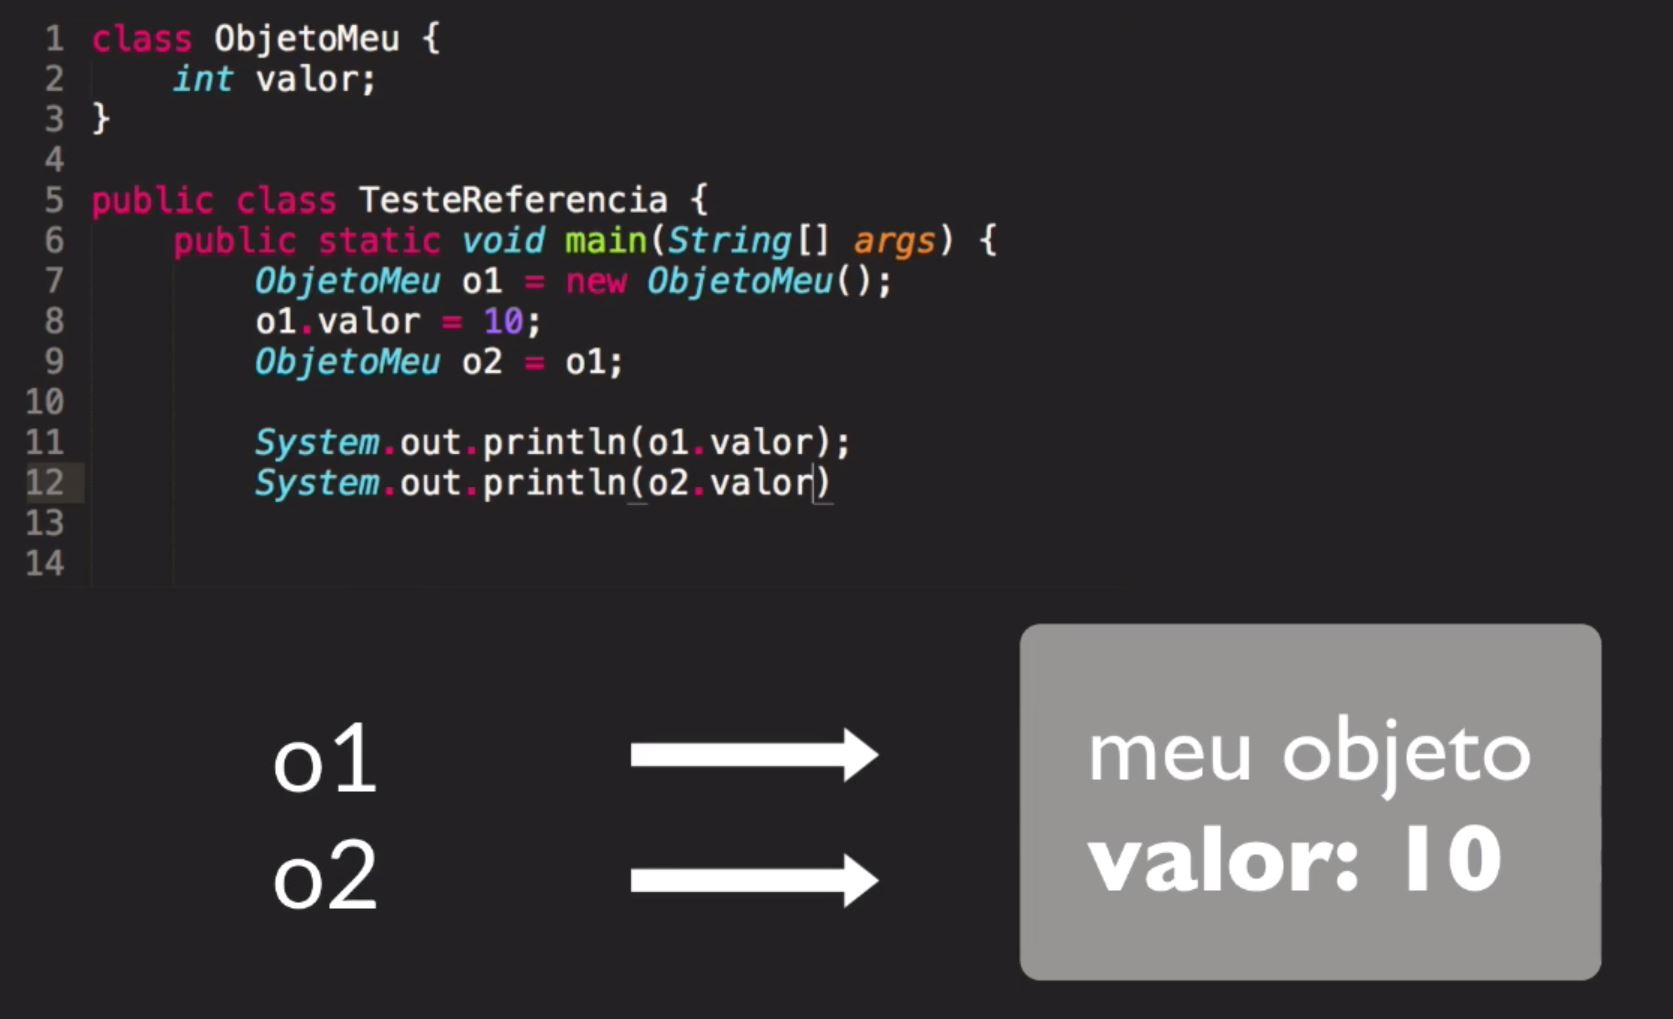 1 class ObjetoMeu {
2     int valor;
3 }
4
5 public class TesteReferencia {
6     public static void main(String[] args) {
7         ObjetoMeu o1 = new ObjetoMeu();
8         o1.valor = 10;
9         ObjetoMeu o2 = o1;
10
11         System.out.println(o1.valor);
12         System.out.println(o2.valor)
13
14
o1
meu objeto
o2
valor: 10